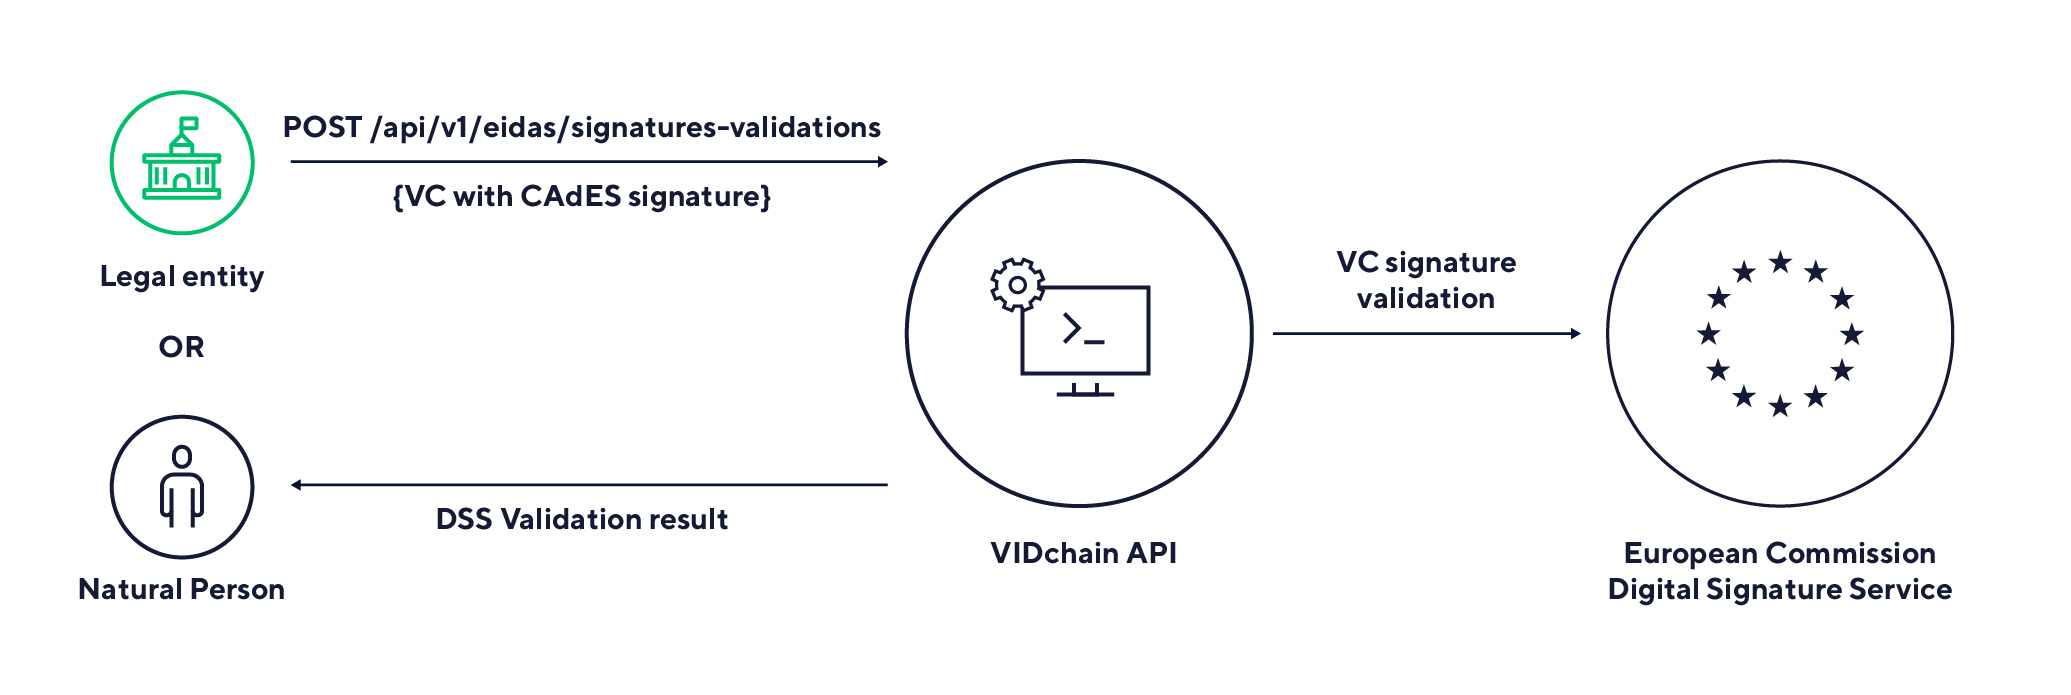 POST /api/v1/eidas/signatures-validations
{VC with CAdES signature}
Legal entity
OR
Natural Person
DSS Validation result
>_
VIDchain API
VC signature
validation
European Commission
Digital Signature Service